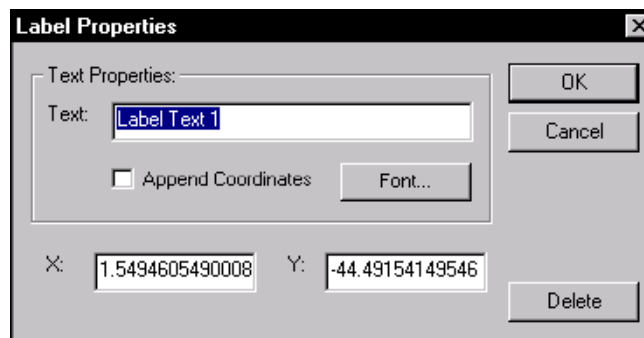 Label Properties
Text Properties:
Text: Label Text 1
Append Coordinates
Font...
X: 1.5494605490008 Y: -44.49154149546
OK
Cancel
Delete